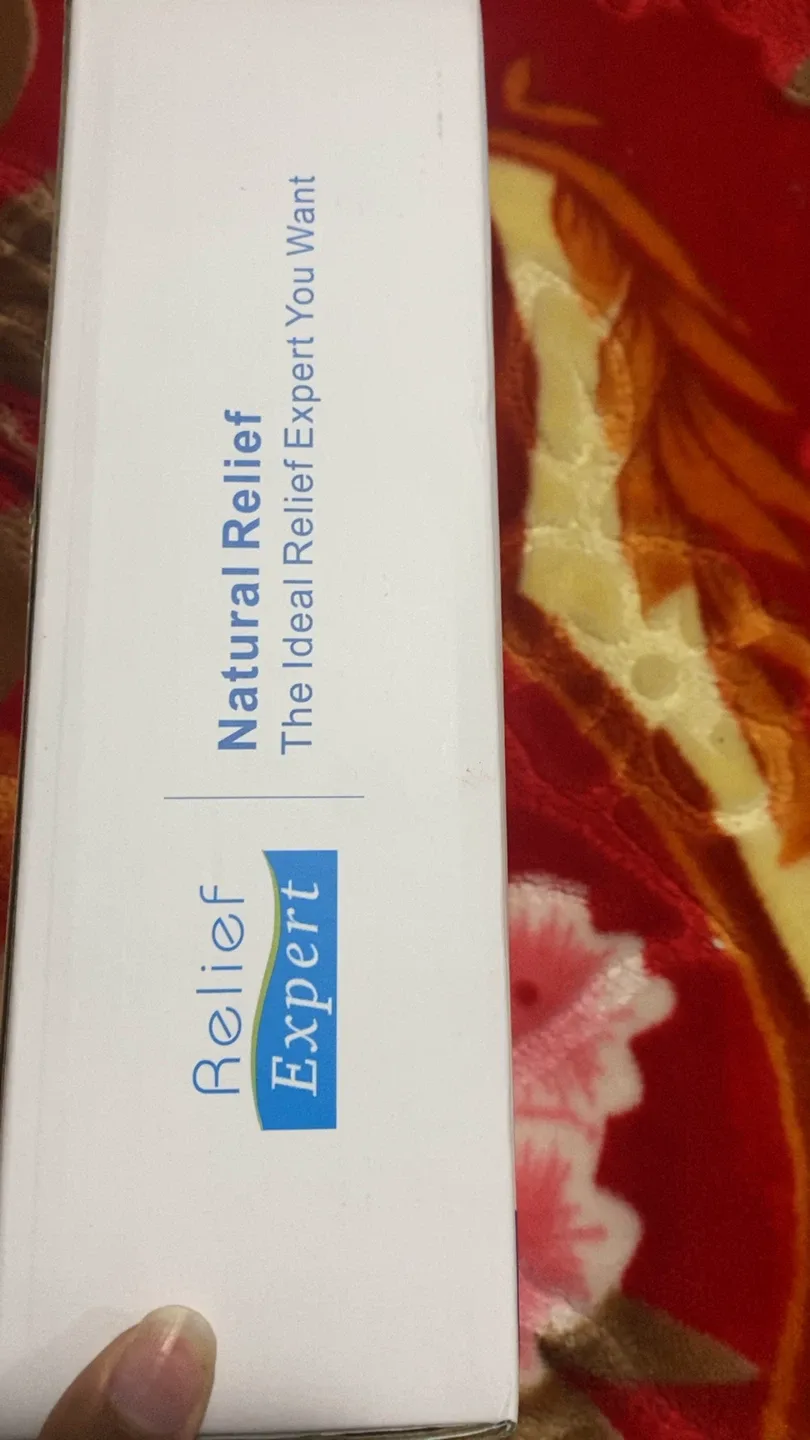 Relief
Expert
Natural Relief
The Ideal Relief Expert You Want